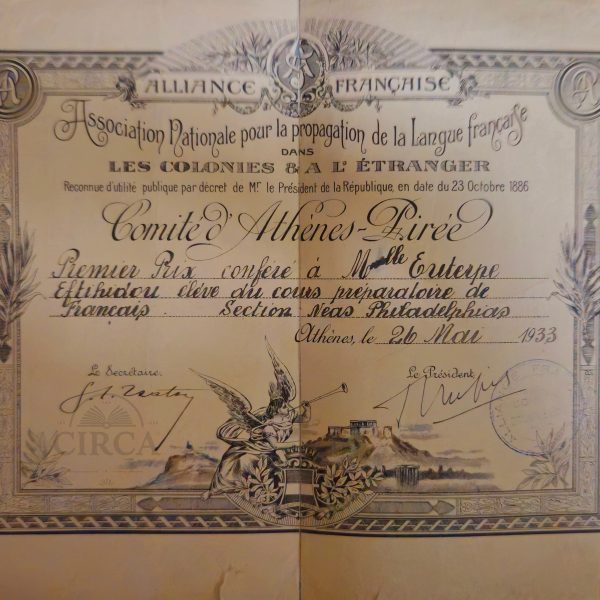 ALLIANCE FRANÇAISE
Association Nationale pour la propagation de la Langue française
DANS
LES COLONIES & A L'ÉTRANGER
Reconnue d'utilité publique par décret de Mr. le Président de la République, en date du 23 Octobre 1886
Comité d'Athènes-Pirée
Premier Prix conféré à Melle Euterpe
Eftihidou élève du cours préparatoire de
Français. Section Néas Philadelphias
Athènes, le 26 Mai 1933
Le Secrétaire, Le Président,
CIRCA